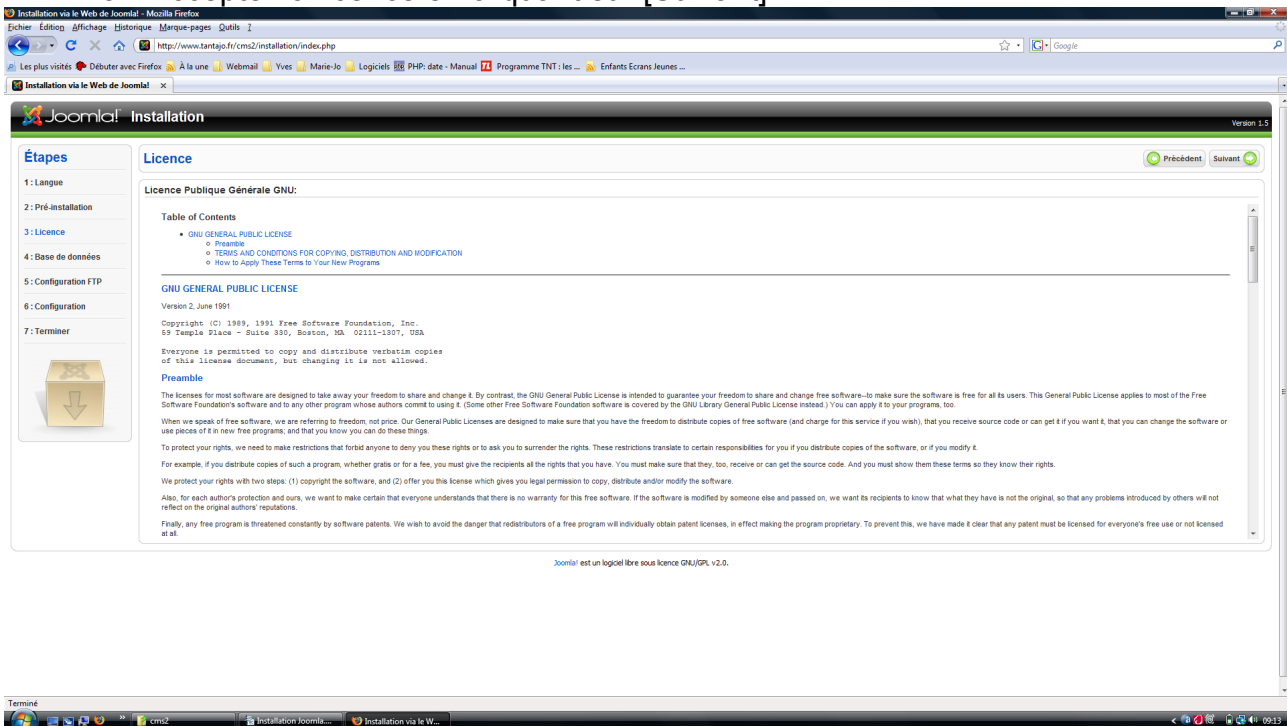 Installation via le Web de Joomla! - Mozilla Firefox
Fichier Édition Affichage Historique Marque-pages Outils ?
http://www.tantajo.fr/cms2/installation/index.php
Google
Les plus visités Débuter avec Firefox À la une Webmail Yves Marie-Jo Logiciels PHP: date - Manual Programme TNT : les ... Enfants Ecrans Jeunes ...
Installation via le Web de Joomla!
Joomla! Installation
Version 1.5
Étapes
1 : Langue
2 : Pré-installation
3 : Licence
4 : Base de données
5 : Configuration FTP
6 : Configuration
7 : Terminer
Licence
Précédent Suivant
Licence Publique Générale GNU:
Table of Contents
GNU GENERAL PUBLIC LICENSE
Preamble
TERMS AND CONDITIONS FOR COPYING, DISTRIBUTION AND MODIFICATION
How to Apply These Terms to Your New Programs
GNU GENERAL PUBLIC LICENSE
Version 2, June 1991
Copyright (C) 1989, 1991 Free Software Foundation, Inc.
59 Temple Place - Suite 330, Boston, MA 02111-1307, USA
Everyone is permitted to copy and distribute verbatim copies
of this license document, but changing it is not allowed.
Preamble
The licenses for most software are designed to take away your freedom to share and change it. By contrast, the GNU General Public License is intended to guarantee your freedom to share and change free software--to make sure the software is free for all its users. This General Public License applies to most of the Free
Software Foundation's software and to any other program whose authors commit to using it. (Some other Free Software Foundation software is covered by the GNU Library General Public License instead.) You can apply it to your programs, too.
When we speak of free software, we are referring to freedom, not price. Our General Public Licenses are designed to make sure that you have the freedom to distribute copies of free software (and charge for this service if you wish), that you receive source code or can get it if you want it, that you can change the software or
use pieces of it in new free programs; and that you know you can do these things.
To protect your rights, we need to make restrictions that forbid anyone to deny you these rights or to ask you to surrender the rights. These restrictions translate to certain responsibilities for you if you distribute copies of the software, or if you modify it.
For example, if you distribute copies of such a program, whether gratis or for a fee, you must give the recipients all the rights that you have. You must make sure that they, too, receive or can get the source code. And you must show them these terms so they know their rights.
We protect your rights with two steps: (1) copyright the software, and (2) offer you this license which gives you legal permission to copy, distribute and/or modify the software.
Also, for each author's protection and ours, we want to make certain that everyone understands that there is no warranty for this free software. If the software is modified by someone else and passed on, we want its recipients to know that what they have is not the original, so that any problems introduced by others will not
reflect on the original authors' reputations.
Finally, any free program is threatened constantly by software patents. We wish to avoid the danger that redistributors of a free program will individually obtain patent licenses, in effect making the program proprietary. To prevent this, we have made it clear that any patent must be licensed for everyone's free use or not licensed
at all.
Joomla! est un logiciel libre sous licence GNU/GPL v2.0.
Terminé
cms2 Installation Joomla.... Installation via le W... 09:13